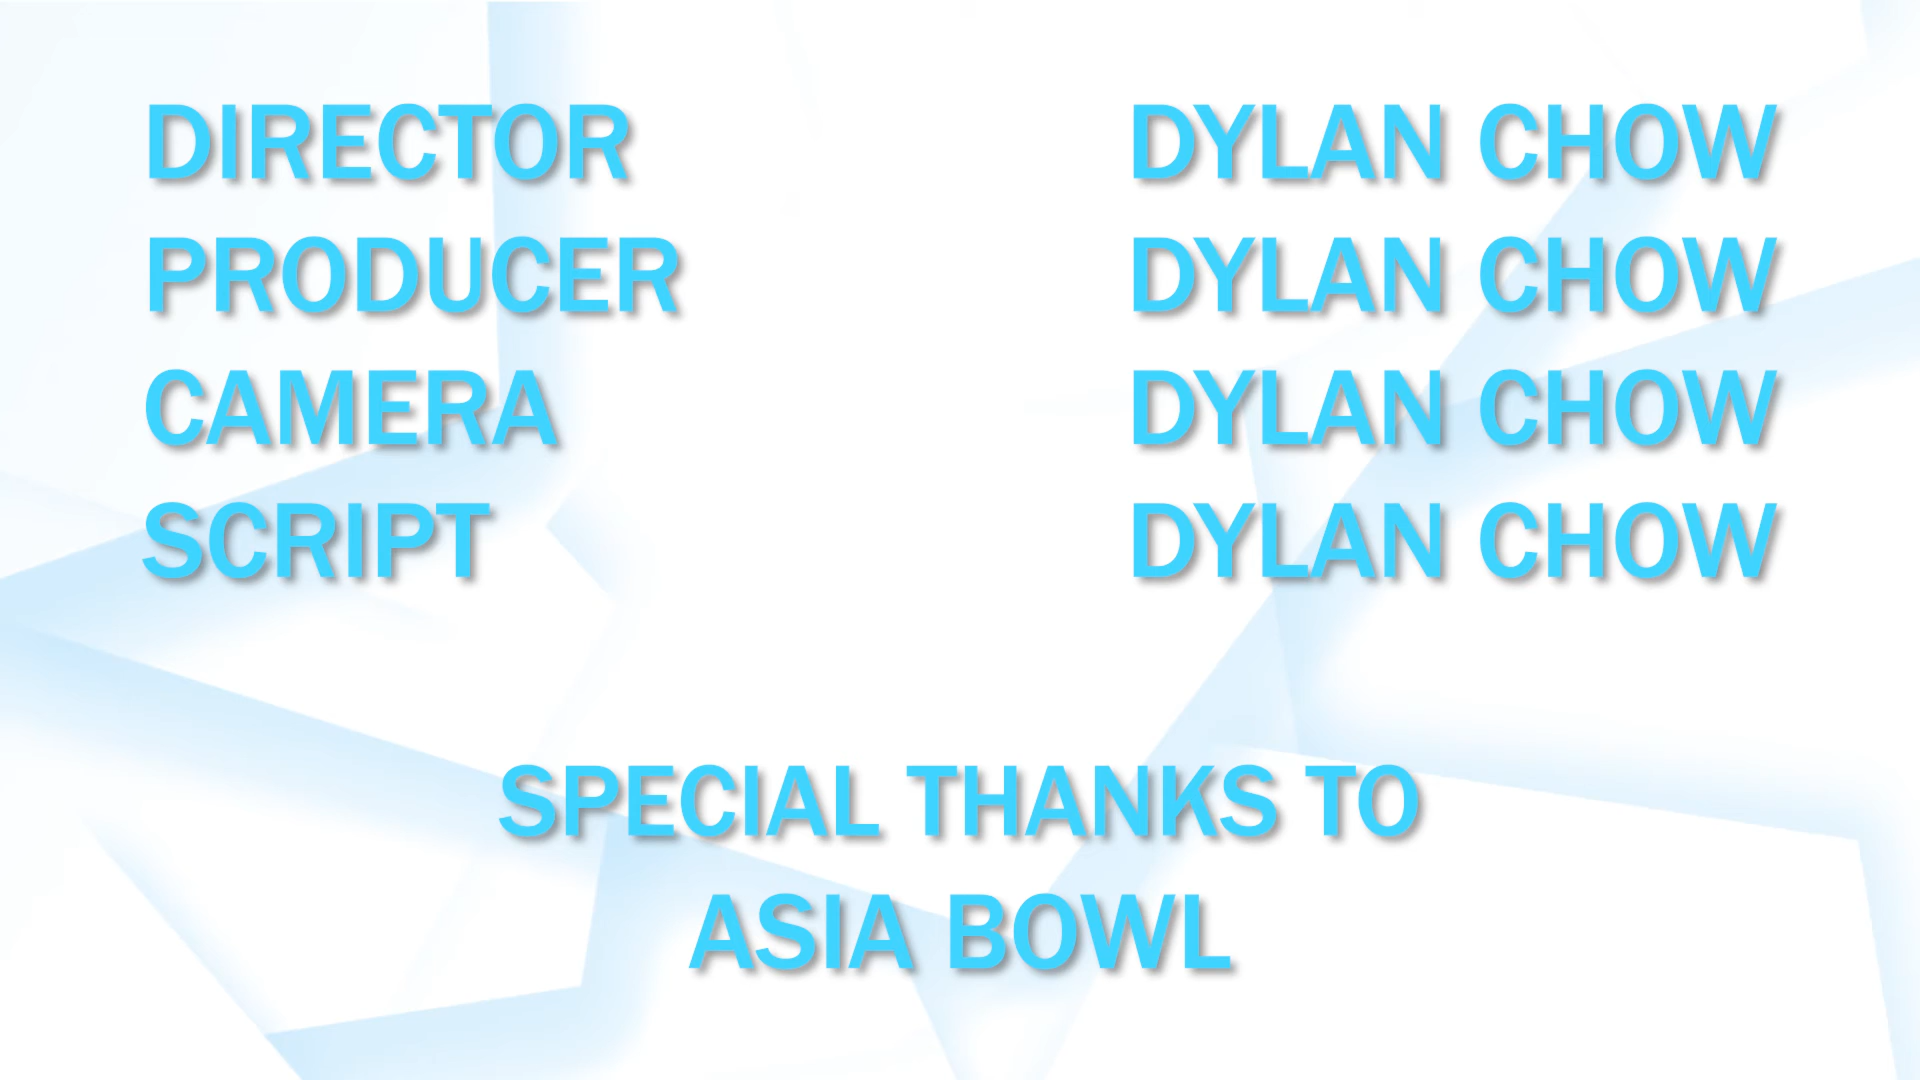 DIRECTOR DYLAN CHOW
PRODUCER DYLAN CHOW
CAMERA DYLAN CHOW
SCRIPT DYLAN CHOW
SPECIAL THANKS TO
ASIA BOWL